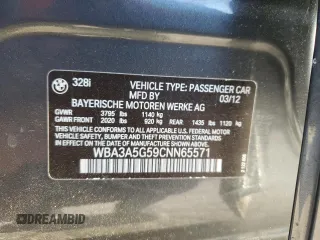 328i
VEHICLE TYPE: PASSENGER CAR
MFD BY
03/12
BAYERISCHE MOTOREN WERKE AG
GVWR 3795 lbs 1140 kg
GAWR FRONT 2020 lbs 920 kg REAR 1435 lbs 1120 kg
THIS VEHICLE CONFORMS TO ALL APPLICABLE U.S. FEDERAL MOTOR VEHICLE
SAFETY, BUMPER AND THEFT PREVENTION STANDARDS IN EFFECT ON THE
DATE OF MANUFACTURE SHOWN ABOVE.
WBA3A5G59CNN65571
DREAMBID